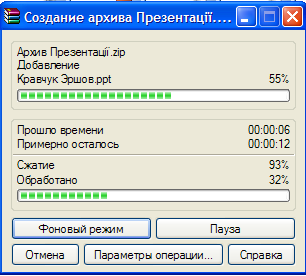 Создание архива Презентації....
Архив Презентації.zip
Добавление
Кравчук Эршов.ppt 55%
Прошло времени 00:00:06
Примерно осталось 00:00:12
Сжатие 93%
Обработано 32%
Фоновый режим Пауза
Отмена Параметры операции... Справка